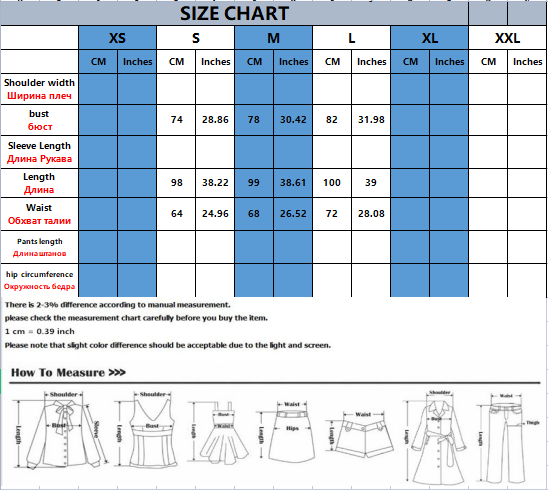 SIZE CHART
XS S M L XL XXL
CM Inches CM Inches CM Inches CM Inches CM Inches CM Inches
Shoulder width
Ширина плеч
bust 74 28.86 78 30.42 82 31.98
бюст
Sleeve Length
Длина Рукава
Length 98 38.22 99 38.61 100 39
Длина
Waist 64 24.96 68 26.52 72 28.08
Обхват талии
Pants length
Длина штанов
hip circumference
Окружность бедра
There is 2-3% difference according to manual measurement.
please check the measurement chart carefully before you buy the item.
1 cm = 0.39 inch
Please note that slight color difference should be acceptable due to the light and screen.
How To Measure >>>
Shoulder
Bust
Length
Sleeve
Shoulder
Bust
Length
Bust
Waist
Length
Waist
Hips
Length
Waist
Length
Shoulder
Bust
Length
Waist
Thigh
Length